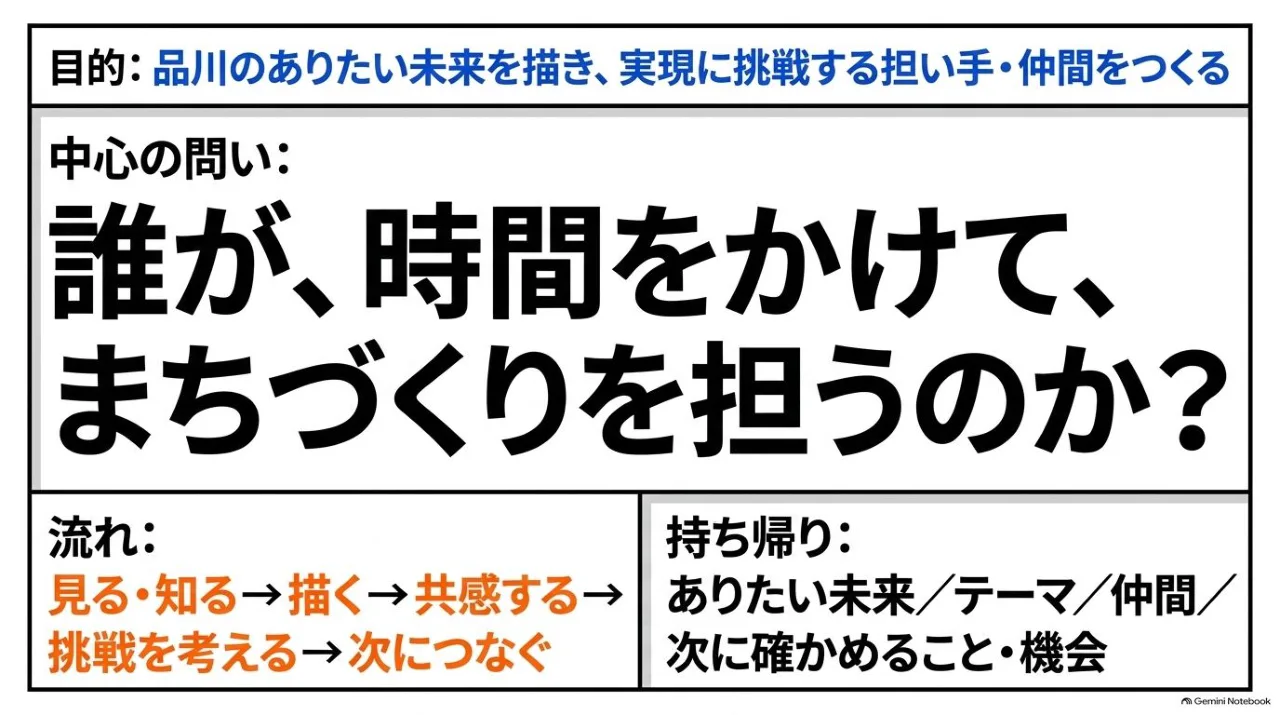 目的：品川のありたい未来を描き、実現に挑戦する担い手・仲間をつくる
中心の問い：
誰が、時間をかけて、
まちづくりを担うのか？
流れ：
見る・知る→描く→共感する→
挑戦を考える→次につなぐ
持ち帰り：
ありたい未来／テーマ／仲間／
次に確かめること・機会
Gemini Notebook